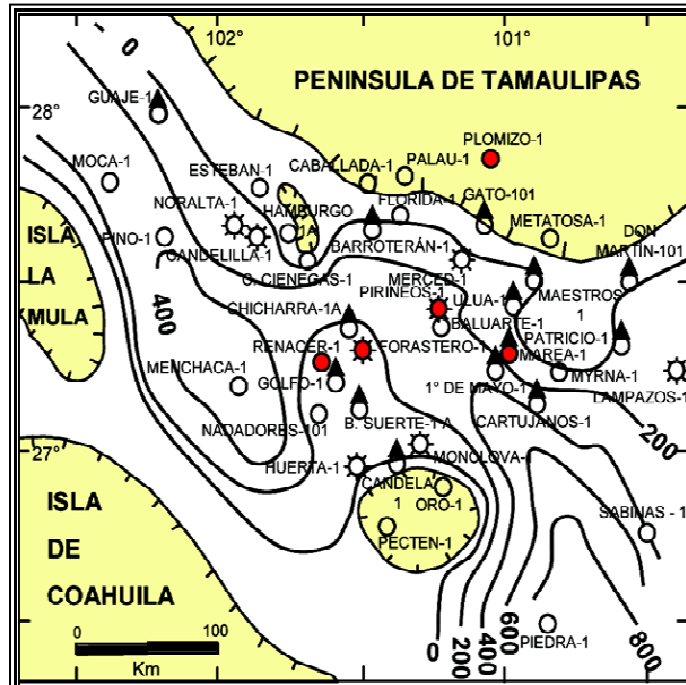 102°
101°
0
PENINSULA DE TAMAULIPAS
GUAJE-1
28°
PLOMIZO-1
MOCA-1
ESTEBAN-1
CABALLADA-1
PALAU-1
NORALTA-1
HAMBURGO
1A
FLORIDA-1
GATO-101
METATOSA-1
DON
MARTIN-101
ISLA
LA
MULA
PINO-1
CANDELILLA-1
BARROTERÁN-1
C. CIENEGAS-1
MERCED-1
PIRINEOS-1
ULUA-1
MAESTROS
1
400
CHICHARRA-1A
BALUARTE-1
PATRICIO-1
RENACER-1
FORASTERO-1
MAREA-1
MENCHACA-1
GOLFO-1
1° DE MAYO-1
MYRNA-1
LAMPAZOS-1
NADADORES-101
B. SUERTE-1 A
CARTUJANOS-1
200
27°
HUERTA-1
MONCLOVA-1
CANDELA
1
ORO-1
SABINAS - 1
ISLA
DE
COAHUILA
PECTEN-1
0
100
Km
PIEDRA-1
0
200
400
600
800